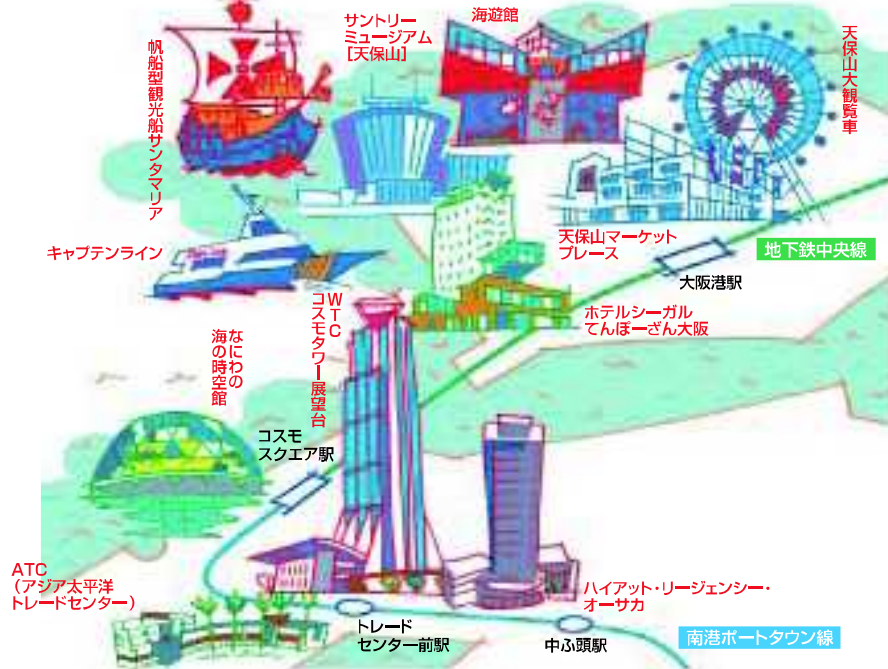 帆船型観光船サンタマリア
サントリー
ミュージアム
［天保山］
海遊館
天保山大観覧車
キャプテンライン
天保山マーケット
プレース
地下鉄中央線
大阪港駅
ホテルシーガル
てんぽーざん大阪
WTC
コスモタワー展望台
なにわの
海の時空館
コスモ
スクエア駅
ATC
（アジア太平洋
トレードセンター）
ハイアット・リージェンシー・
オーサカ
トレード
センター前駅
中ふ頭駅
南港ポートタウン線